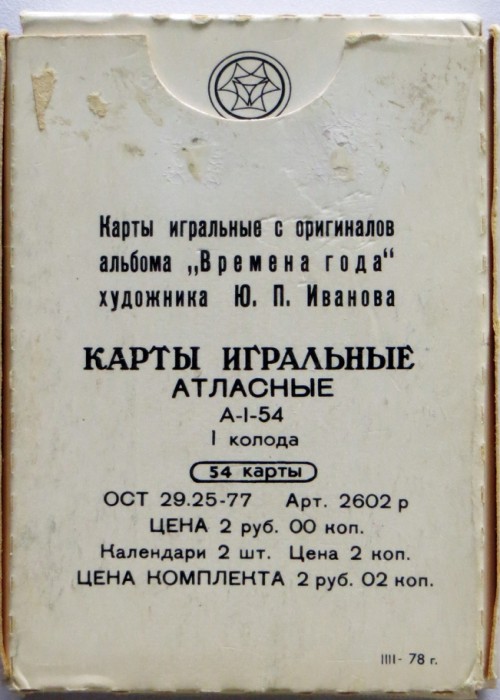 Карты игральные с оригиналов
альбома „Времена года“
художника Ю. П. Иванова
КАРТЫ ИГРАЛЬНЫЕ
АТЛАСНЫЕ
А-I-54
I колода
54 карты
ОСТ 29.25-77 Арт. 2602 р
ЦЕНА 2 руб. 00 коп.
Календари 2 шт. Цена 2 коп.
ЦЕНА КОМПЛЕКТА 2 руб. 02 коп.
IIII- 78 г.